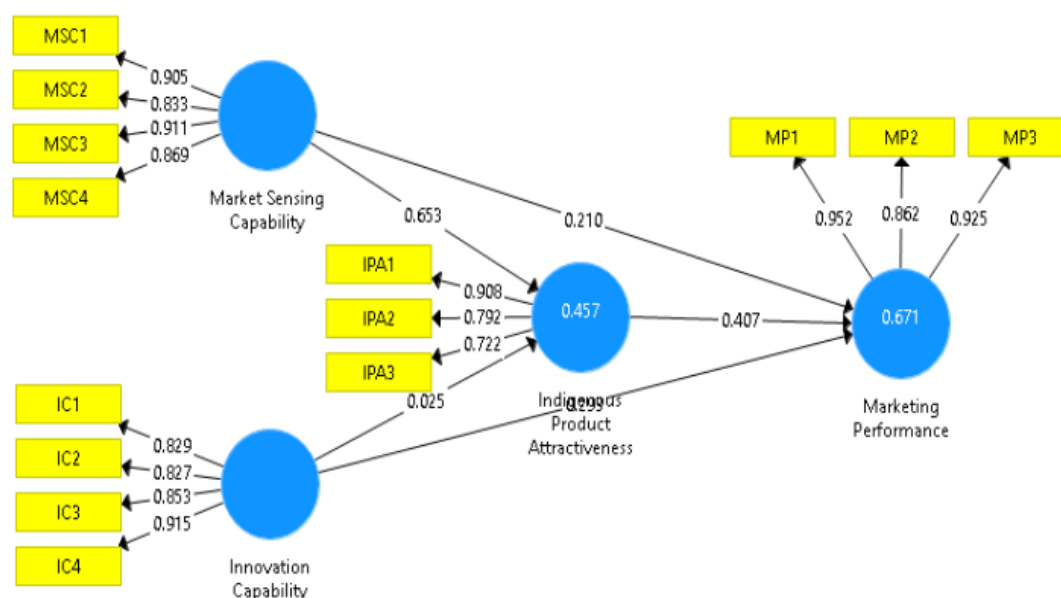 MSC1
MSC2
MSC3
MSC4
0.905
0.833
0.911
0.869
Market Sensing
Capability
0.653
0.210
MP1
MP2
MP3
0.952
0.862
0.925
IPA1
IPA2
IPA3
0.908
0.792
0.722
0.457
0.407
0.671
0.025
Indigenous
Product
Attractiveness
Marketing
Performance
IC1
IC2
IC3
IC4
0.829
0.827
0.853
0.915
Innovation
Capability